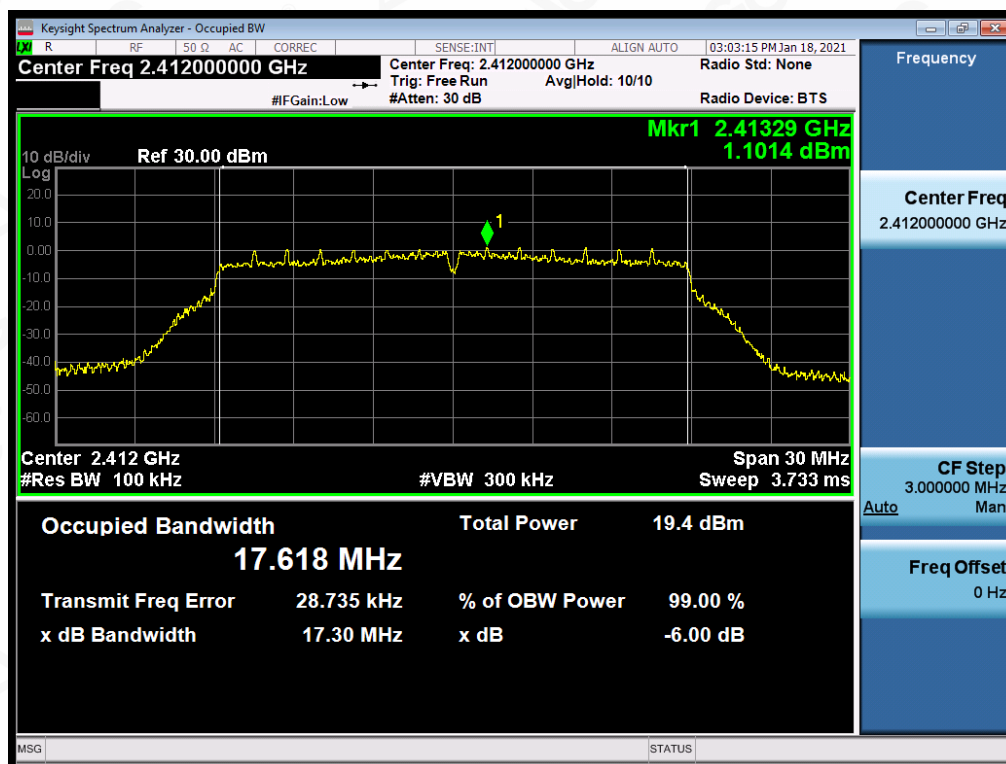 Keysight Spectrum Analyzer - Occupied BW
LXI R RF 50 Ω AC CORREC SENSE:INT ALIGN AUTO 03:03:15 PM Jan 18, 2021
Center Freq 2.412000000 GHz
Center Freq: 2.412000000 GHz Radio Std: None
Trig: Free Run Avg|Hold: 10/10
#IFGain:Low #Atten: 30 dB Radio Device: BTS
Mkr1 2.41329 GHz
1.1014 dBm
10 dB/div Ref 30.00 dBm
Log
20.0
10.0
0.00
-10.0
-20.0
-30.0
-40.0
-50.0
-60.0
1
Center 2.412 GHz Span 30 MHz
#Res BW 100 kHz #VBW 300 kHz Sweep 3.733 ms
Occupied Bandwidth Total Power 19.4 dBm
17.618 MHz
Transmit Freq Error 28.735 kHz % of OBW Power 99.00 %
x dB Bandwidth 17.30 MHz x dB -6.00 dB
Frequency
Center Freq
2.412000000 GHz
CF Step
3.000000 MHz
Auto Man
Freq Offset
0 Hz
MSG STATUS